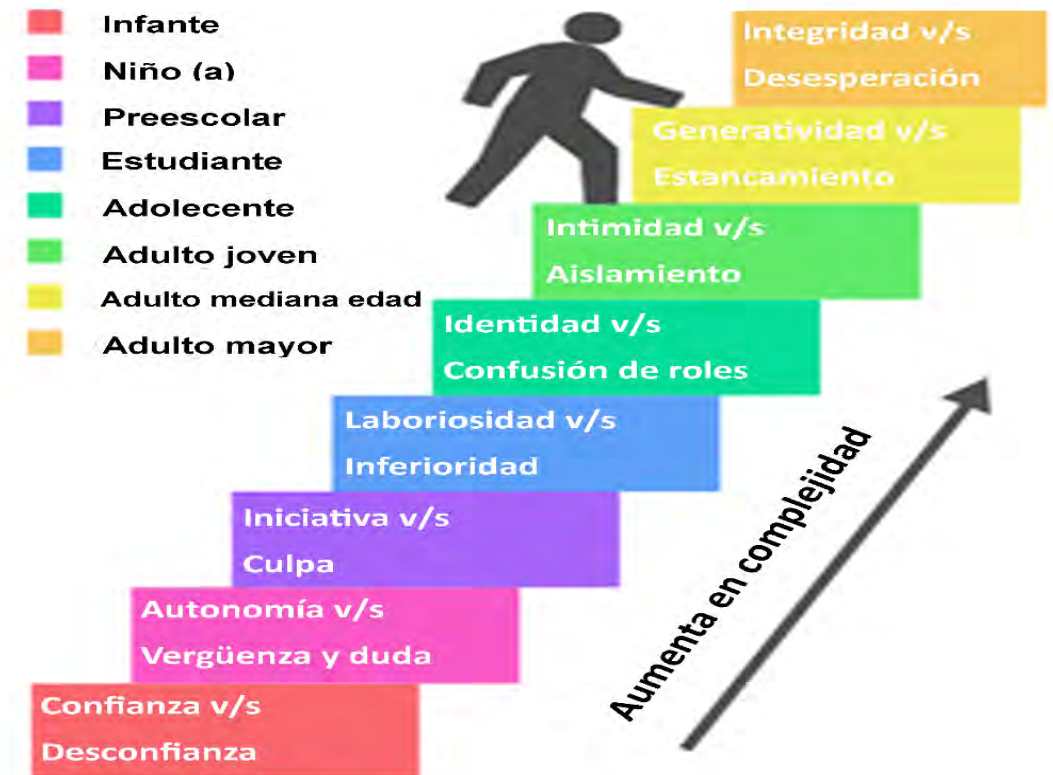 Infante
Niño (a)
Preescolar
Estudiante
Adolecente
Adulto joven
Adulto mediana edad
Adulto mayor
Integridad v/s
Desesperación
Generatividad v/s
Estancamiento
Intimidad v/s
Aislamiento
Identidad v/s
Confusión de roles
Laboriosidad v/s
Inferioridad
Iniciativa v/s
Culpa
Autonomía v/s
Vergüenza y duda
Confianza v/s
Desconfianza
Aumenta en complejidad